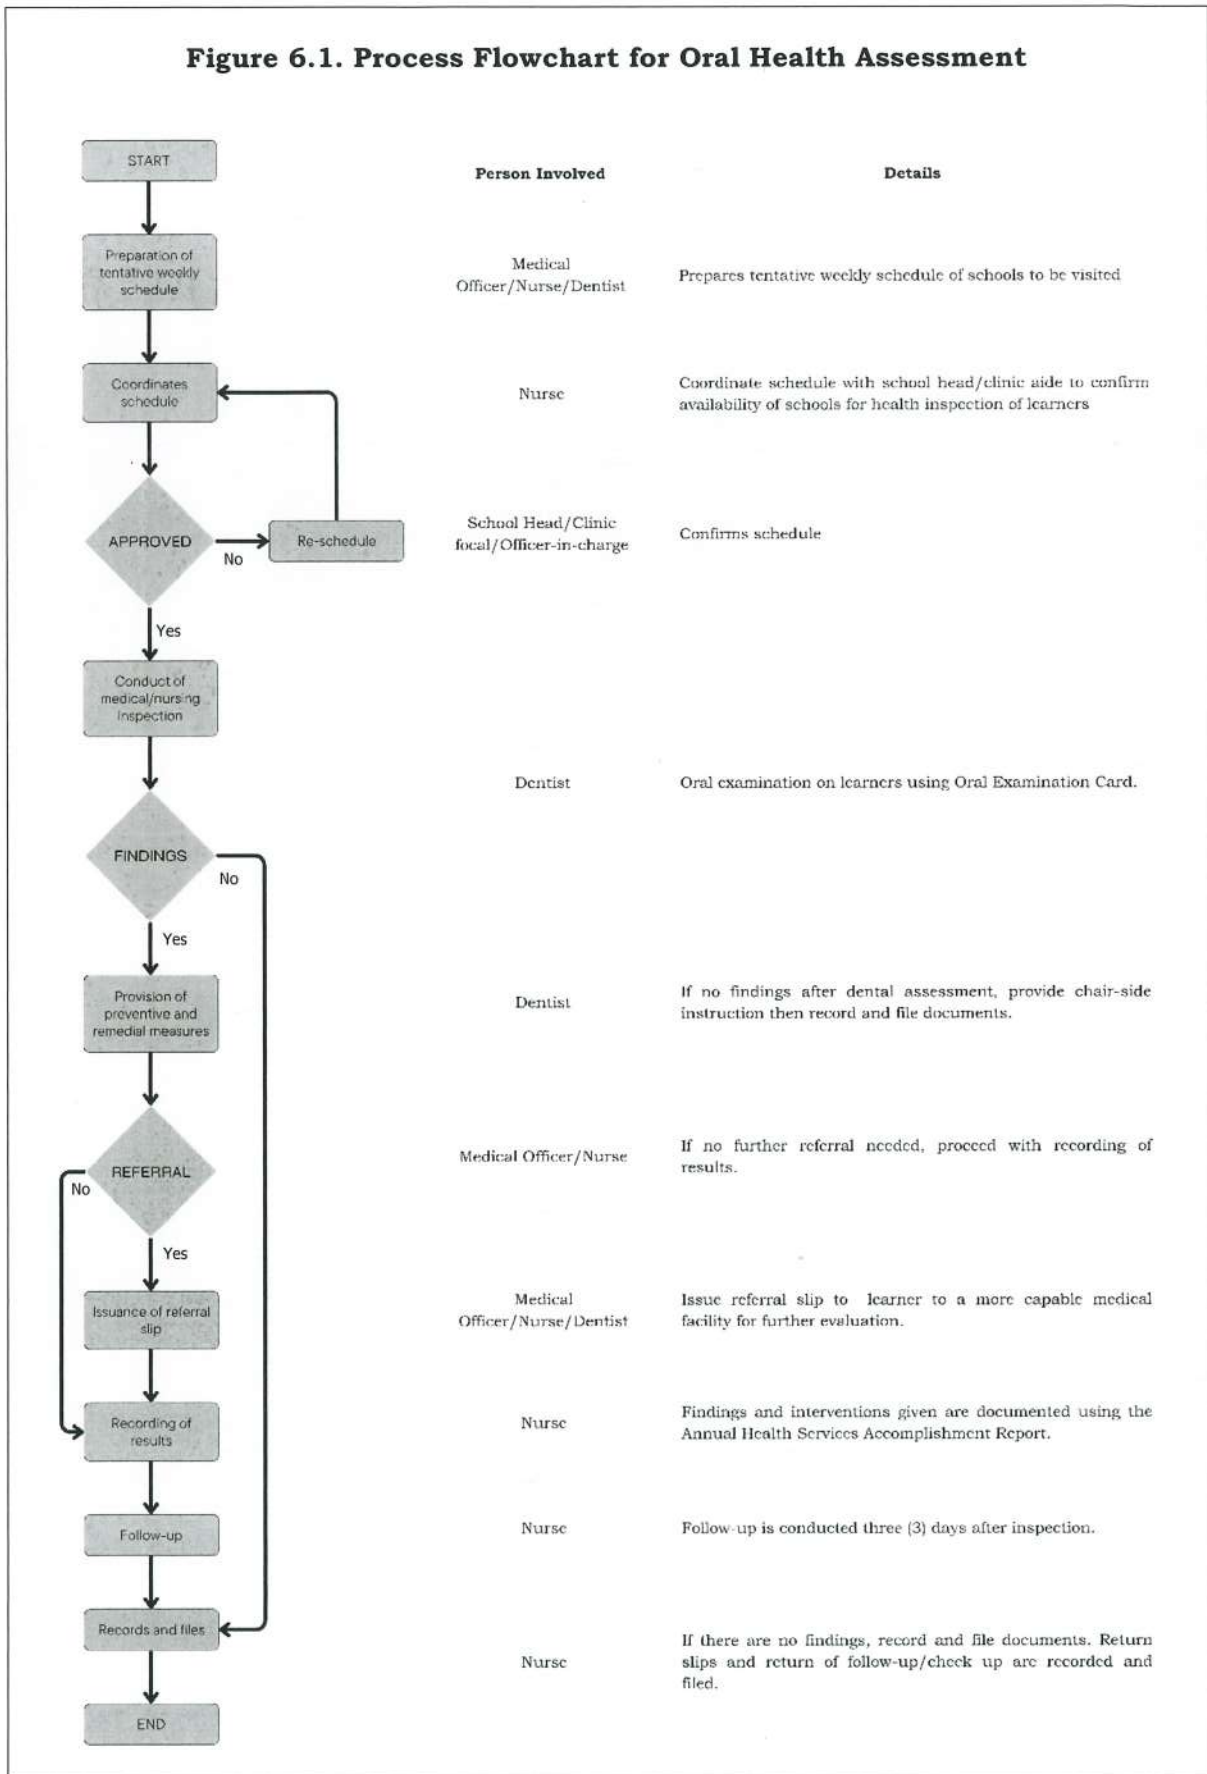 Figure 6.1. Process Flowchart for Oral Health Assessment
START
Person Involved
Details
Preparation of
tentative weekly
schedule
Medical
Officer/Nurse/Dentist
Prepares tentative weekly schedule of schools to be visited
Coordinates
schedule
Nurse
Coordinate schedule with school head/clinic aide to confirm
availability of schools for health inspection of learners
APPROVED
No
Re-schedule
School Head/Clinic
focal/Officer-in-charge
Confirms schedule
Yes
Conduct of
medical/nursing
inspection
Dentist
Oral examination on learners using Oral Examination Card.
FINDINGS
No
Yes
Provision of
preventive and
remedial measures
Dentist
If no findings after dental assessment, provide chair-side
instruction then record and file documents.
REFERRAL
No
Medical Officer/Nurse
If no further referral needed, proceed with recording of
results.
Yes
Issuance of referral
slip
Medical
Officer/Nurse/Dentist
Issue referral slip to learner to a more capable medical
facility for further evaluation.
Recording of
results
Nurse
Findings and interventions given are documented using the
Annual Health Services Accomplishment Report.
Follow-up
Nurse
Follow-up is conducted three (3) days after inspection.
Records and files
Nurse
If there are no findings, record and file documents. Return
slips and return of follow-up/check up are recorded and
filed.
END